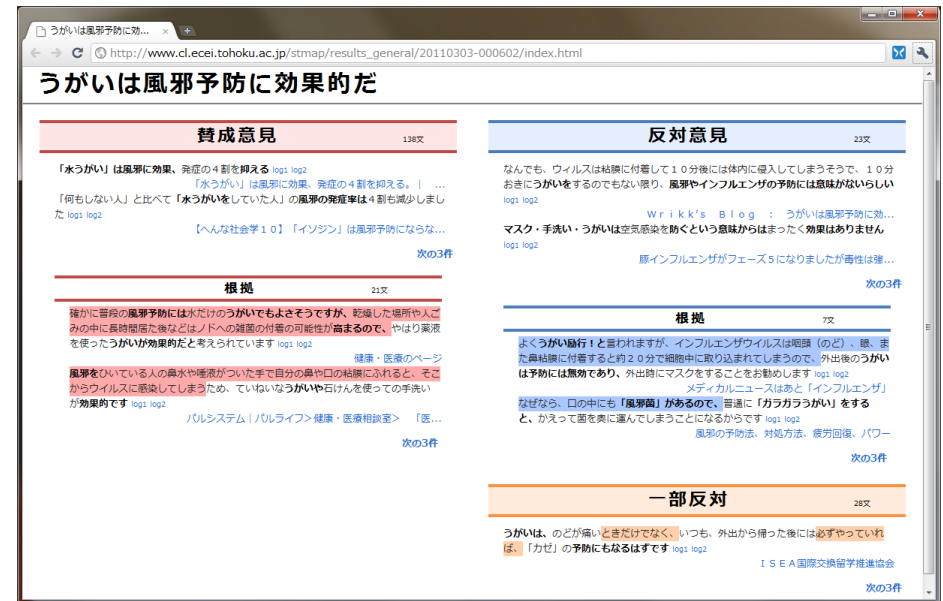 うがいは風邪予防に効...
http://www.cl.ecei.tohoku.ac.jp/stmap/results_general/20110303-000602/index.html
うがいは風邪予防に効果的だ
賛成意見 138文
「水うがい」は風邪に効果、発症の４割を抑える log1 log2
「水うがい」は風邪に効果、発症の４割を抑える。｜ ...
「何もしない人」と比べて「水うがいをしていた人」の風邪の発症率は４割も減少しまし
た log1 log2
【へんな社会学１０】「イソジン」は風邪予防にならな...
次の3件
根拠 21文
確かに普段の風邪予防には水だけのうがいでもよさそうですが、乾燥した場所や人ご
みの中に長時間居た後などはノドへの雑菌の付着の可能性が高まるので、やはり薬液
を使ったうがいが効果的だと考えられています log1 log2
健康・医療のページ
風邪をひいている人の鼻水や唾液がついた手で自分の鼻や口の粘膜にふれると、そこ
からウイルスに感染してしまうため、ていねいなうがいや石けんを使っての手洗い
が効果的です log1 log2
パルシステム｜パルライフ＞健康・医療相談室＞ 「医...
次の3件
反対意見 23文
なんでも、ウィルスは粘膜に付着して１０分後には体内に侵入してしまうそうで、１０分
おきにうがいをするのでもない限り、風邪やインフルエンザの予防には意味がないらしい
log1 log2
Ｗｒｉｋｋ’ｓ Ｂｌｏｇ ： うがいは風邪予防に効...
マスク・手洗い・うがいは空気感染を防ぐという意味からはまったく効果はありません
log1 log2
豚インフルエンザがフェーズ５になりましたが毒性は強...
次の3件
根拠 7文
よくうがい励行！と言われますが、インフルエンザウイルスは咽頭（のど）、眼、ま
た鼻粘膜に付着すると約２０分で細胞中に取り込まれてしまうので、外出後のうがい
は予防には無効であり、外出時にマスクをすることをお勧めします log1 log2
メディカルニュースはあと「インフルエンザ」
なぜなら、口の中にも「風邪菌」があるので、普通に「ガラガラうがい」をする
と、かえって菌を奥に運んでしまうことになるからです log1 log2
風邪の予防法、対処方法、疲労回復、パワー
次の3件
一部反対 28文
うがいは、のどが痛いときだけでなく、いつも、外出から帰った後には必ずやっていれ
ば、「カゼ」の予防にもなるはずです log1 log2
ＩＳＥＡ国際交換留学推進協会
次の3件